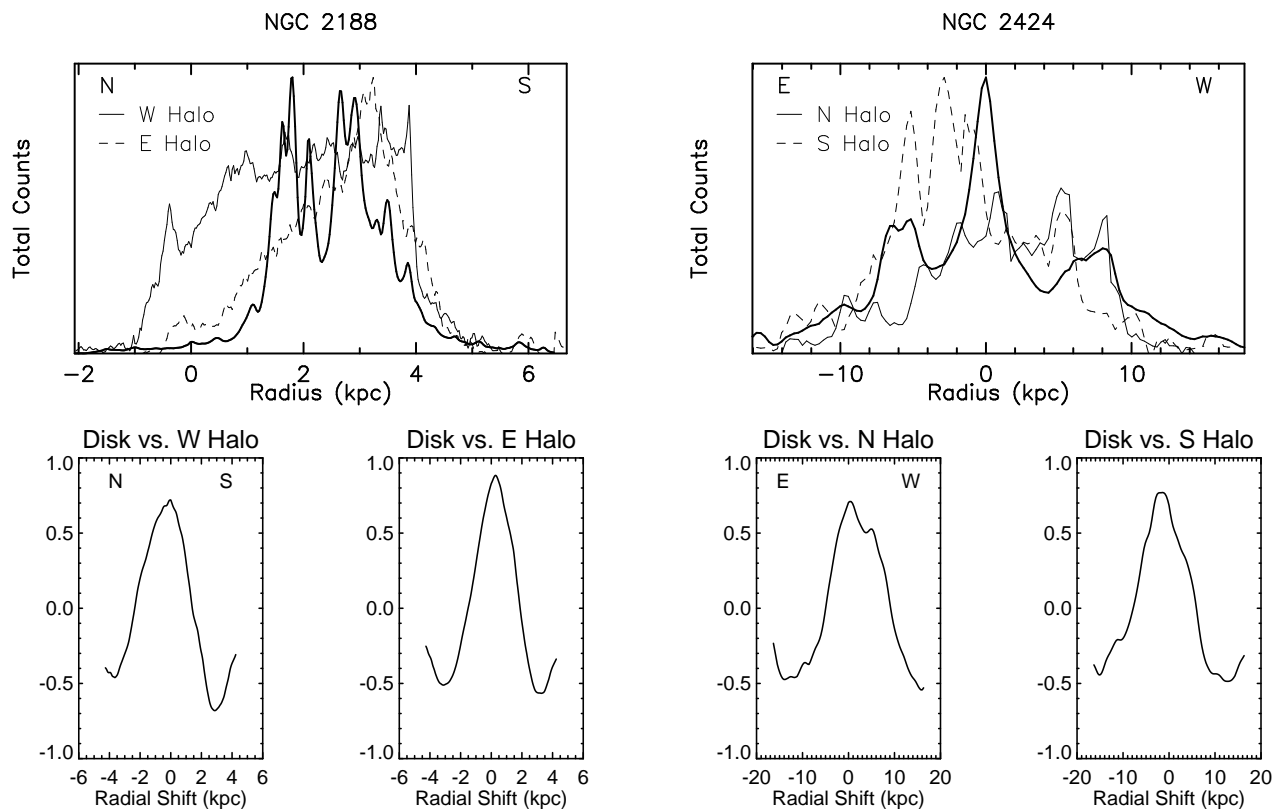 NGC 2188
NGC 2424
N
S
W Halo
E Halo
Total Counts
−2 0 2 4 6
Radius (kpc)
E
W
N Halo
S Halo
Total Counts
−10 0 10
Radius (kpc)
Disk vs. W Halo
N S
1.0
0.5
0.0
-0.5
-1.0
-6 -4 -2 0 2 4 6
Radial Shift (kpc)
Disk vs. E Halo
1.0
0.5
0.0
-0.5
-1.0
-6 -4 -2 0 2 4 6
Radial Shift (kpc)
Disk vs. N Halo
E W
1.0
0.5
0.0
-0.5
-1.0
-20 -10 0 10 20
Radial Shift (kpc)
Disk vs. S Halo
1.0
0.5
0.0
-0.5
-1.0
-20 -10 0 10 20
Radial Shift (kpc)